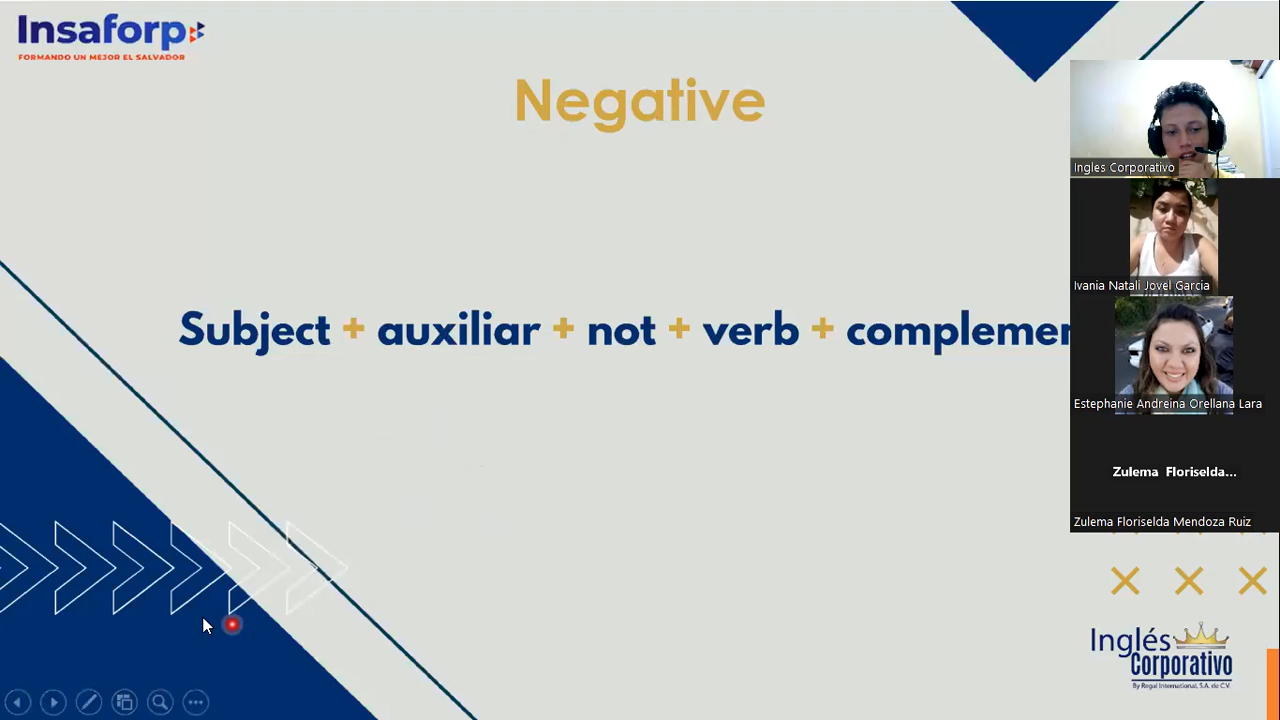 Insaforp
FORMANDO UN MEJOR EL SALVADOR
Negative
Subject + auxiliar + not + verb + complemen
Ingles Corporativo
Ivania Natali Jovel Garcia
Estephanie Andreina Orellana Lara
Zulema Floriselda...
Zulema Floriselda Mendoza Ruiz
Inglés
Corporativo
By Regal International, S.A. de C.V.